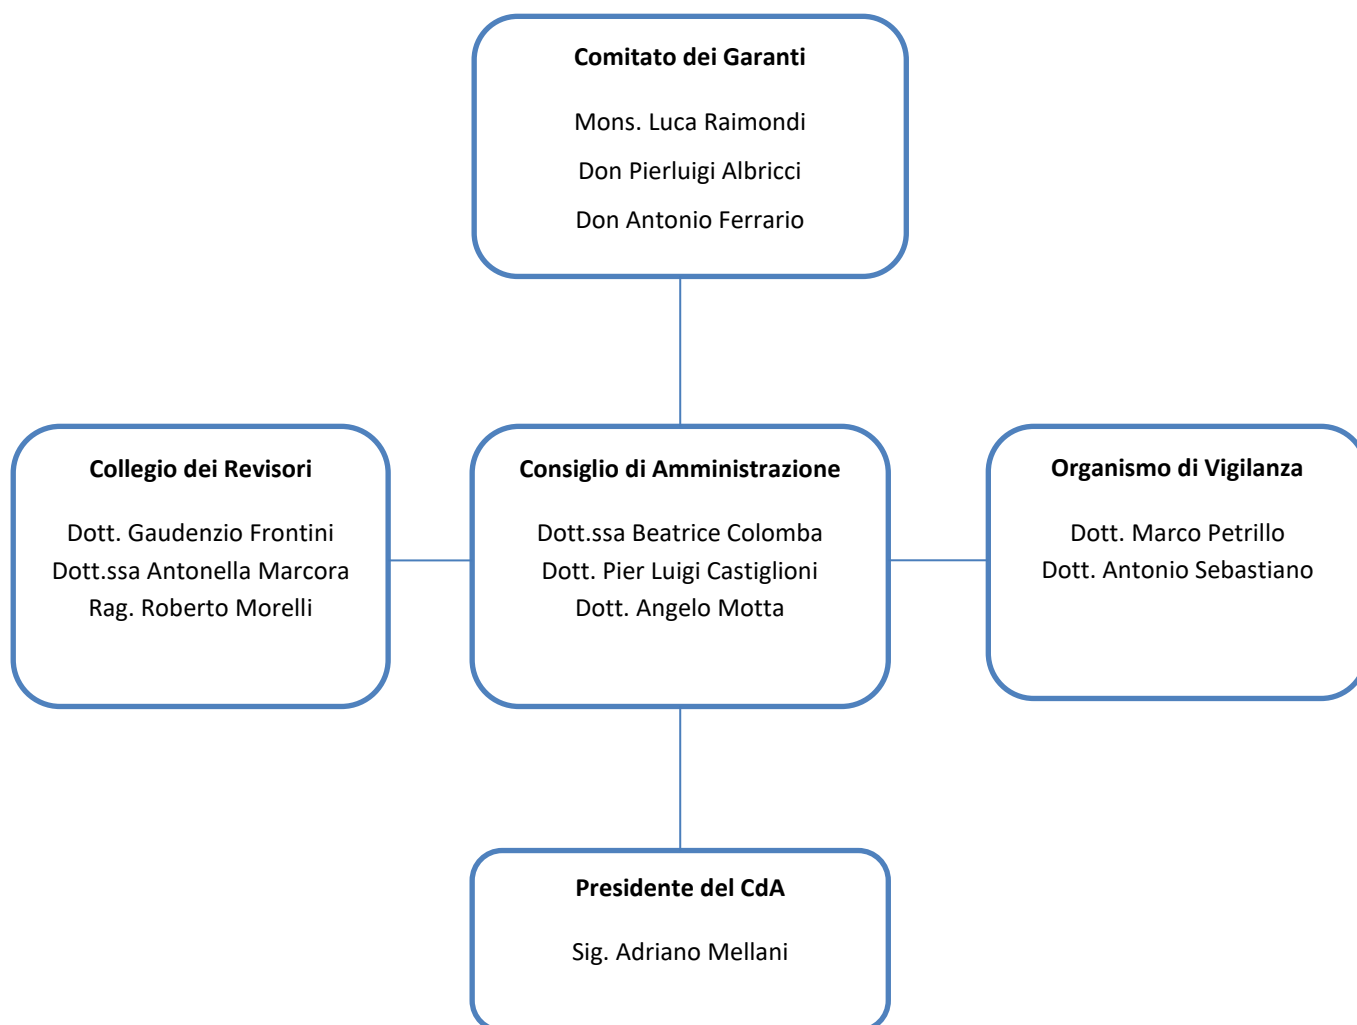 Comitato dei Garanti
Mons. Luca Raimondi
Don Pierluigi Albricci
Don Antonio Ferrario
Collegio dei Revisori
Dott. Gaudenzio Frontini
Dott.ssa Antonella Marcora
Rag. Roberto Morelli
Consiglio di Amministrazione
Dott.ssa Beatrice Colomba
Dott. Pier Luigi Castiglioni
Dott. Angelo Motta
Organismo di Vigilanza
Dott. Marco Petrillo
Dott. Antonio Sebastiano
Presidente del CdA
Sig. Adriano Mellani